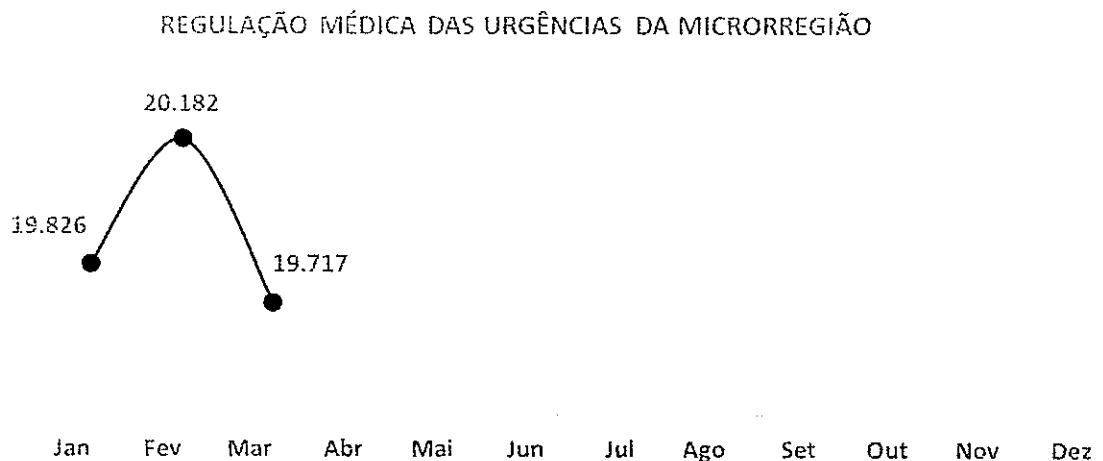 REGULAÇÃO MÉDICA DAS URGÊNCIAS DA MICRORREGIÃO
20.182
19.826
19.717
Jan Fev Mar Abr Mai Jun Jul Ago Set Out Nov Dez